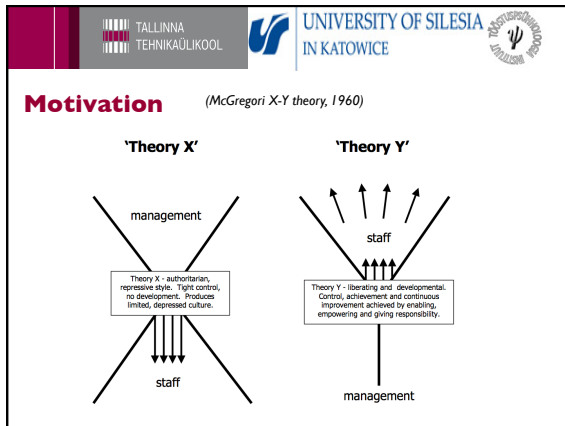 TALLINNA
TEHNIKAÜLIKOOL
UNIVERSITY OF SILESIA
IN KATOWICE
TÖÖSTUSPSÜHHOLOOGIA
INSTITUUT
Motivation
(McGregori X-Y theory, 1960)
‘Theory X’
‘Theory Y’
management
Theory X - authoritarian,
repressive style. Tight control,
no development. Produces
limited, depressed culture.
staff
staff
Theory Y - liberating and developmental.
Control, achievement and continuous
improvement achieved by enabling,
empowering and giving responsibility.
management